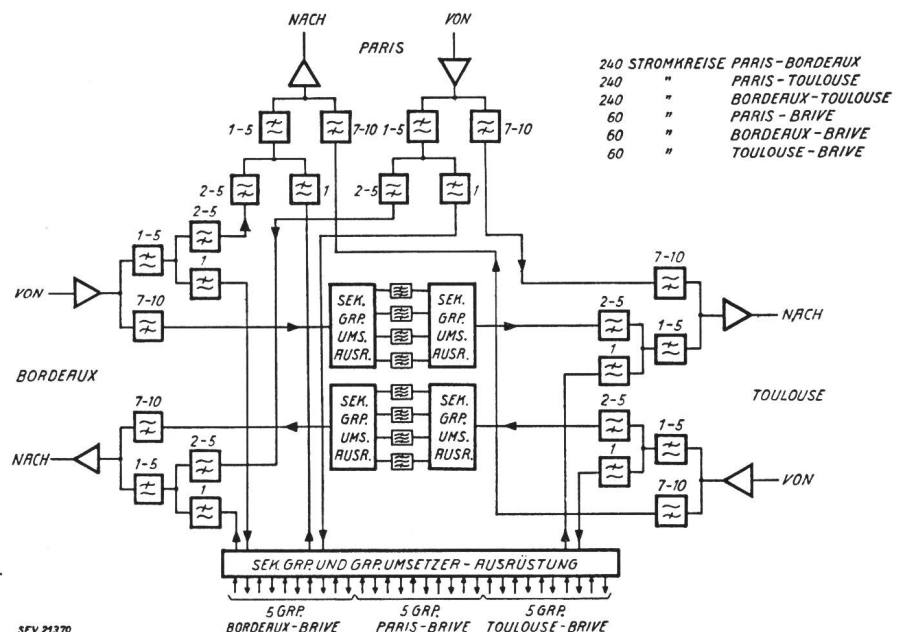 NACH
VON
PARIS
240 STROMKREISE PARIS-BORDEAUX
240 " PARIS-TOULOUSE
240 " BORDEAUX-TOULOUSE
60 " PARIS-BRIVE
60 " BORDEAUX-BRIVE
60 " TOULOUSE-BRIVE
1-5
7-10
1-5
7-10
2-5
1
2-5
1
2-5
1-5
1
7-10
VON
7-10
2-5
1-5
1
NACH
SEK. GRP. UMS. AUSR.
SEK. GRP. UMS. AUSR.
BORDEAUX
TOULOUSE
7-10
2-5
1-5
1
NACH
SEK. GRP. UMS. AUSR.
SEK. GRP. UMS. AUSR.
2-5
1-5
1
7-10
VON
SEK. GRP. UND GRP. UMSETZER-AUSRÜSTUNG
5 GRP. BORDEAUX-BRIVE
5 GRP. PARIS-BRIVE
5 GRP. TOULOUSE-BRIVE
SEV 21370